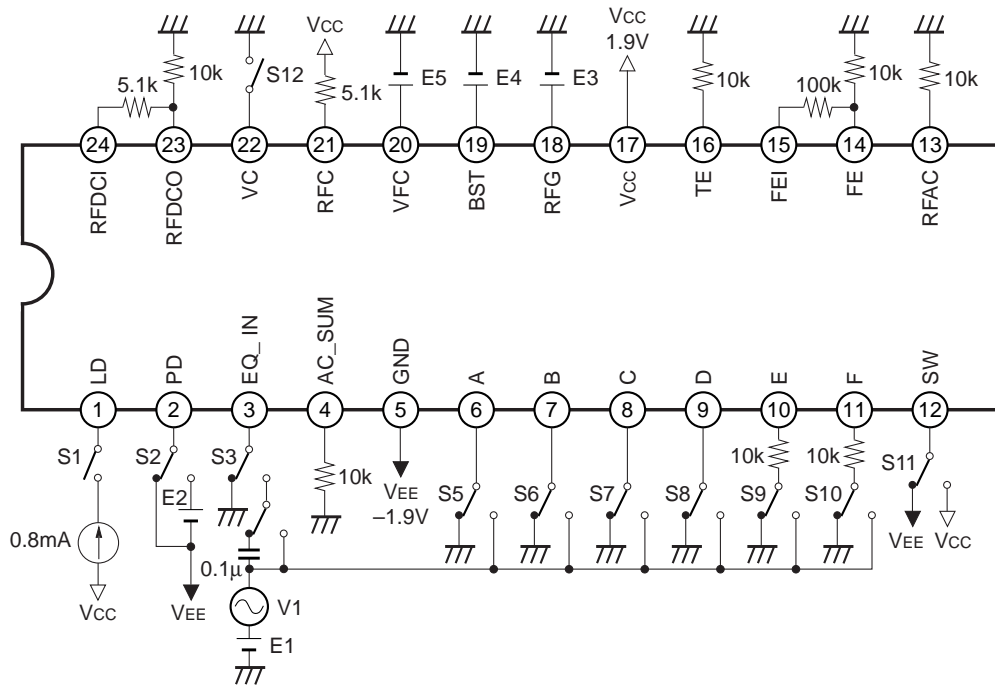 VCC
VCC
1.9V
10k
S12
5.1k
5.1k
E5
E4
E3
10k
100k
10k
10k
24
23
22
21
20
19
18
17
16
15
14
13
RFDCI
RFDCO
VC
RFC
VFC
BST
RFG
VCC
TE
FEI
FE
RFAC
LD
PD
EQ_IN
AC_SUM
GND
A
B
C
D
E
F
SW
1
2
3
4
5
6
7
8
9
10
11
12
S1
S2
S3
10k
VEE
–1.9V
S5
S6
S7
S8
10k
S9
10k
S10
S11
E2
0.8mA
0.1µ
VEE
VCC
VCC
VEE
V1
E1